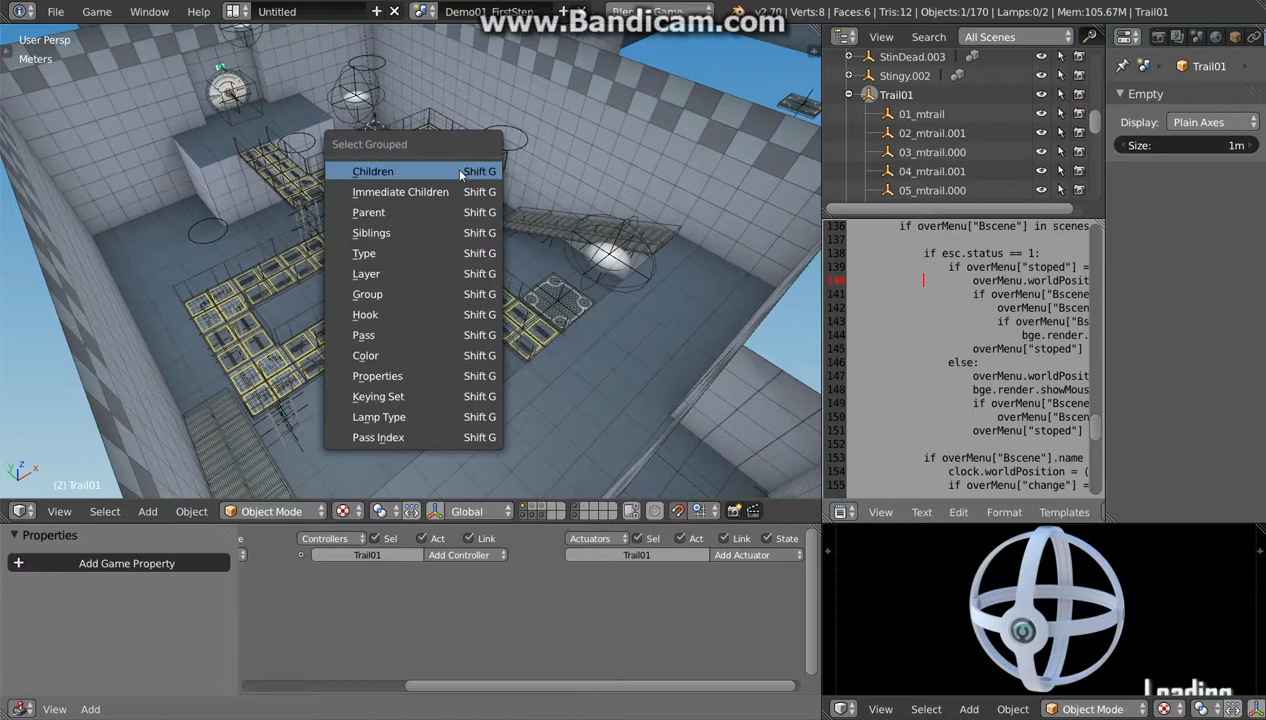 File Game Window Help Untitled Demo01_FirstStep v2.70 | Verts:8 | Faces:6 | Tris:12 | Objects:1/170 | Lamps:0/2 | Mem:105.67M | Trail01
www.Bandicam.com
User Persp
Meters
Select Grouped
Children Shift G
Immediate Children Shift G
Parent Shift G
Siblings Shift G
Type Shift G
Layer Shift G
Group Shift G
Hook Shift G
Pass Shift G
Color Shift G
Properties Shift G
Keying Set Shift G
Lamp Type Shift G
Pass Index Shift G
z
y x
(2) Trail01
View Select Add Object Object Mode Global
Properties
Add Game Property
e Controllers Sel Act Link Actuators Sel Act Link State
Trail01 Add Controller Trail01 Add Actuator
View Add
View Search All Scenes
StinDead.003
Stingy.002
Trail01
01_mtrail
02_mtrail.001
03_mtrail.000
04_mtrail.001
05_mtrail.000
136 if overMenu["Bscene"] in scenes
137
138 if esc.status == 1:
139 if overMenu["stoped"] =
140 overMenu.worldPosit
141 if overMenu["Bscene
142 overMenu["Bscen
143 if overMenu["Bs
144 bge.render.
145 overMenu["stoped"]
146 else:
147 overMenu.worldPosit
148 bge.render.showMous
149 if overMenu["Bscene
150 overMenu["Bscen
151 overMenu["stoped"]
152
153 if overMenu["Bscene"].name
154 clock.worldPosition = (
155 if overMenu["change"] =
View Text Edit Format Templates
Loading
View Select Add Object Object Mode
Trail01
Empty
Display: Plain Axes
Size: 1m